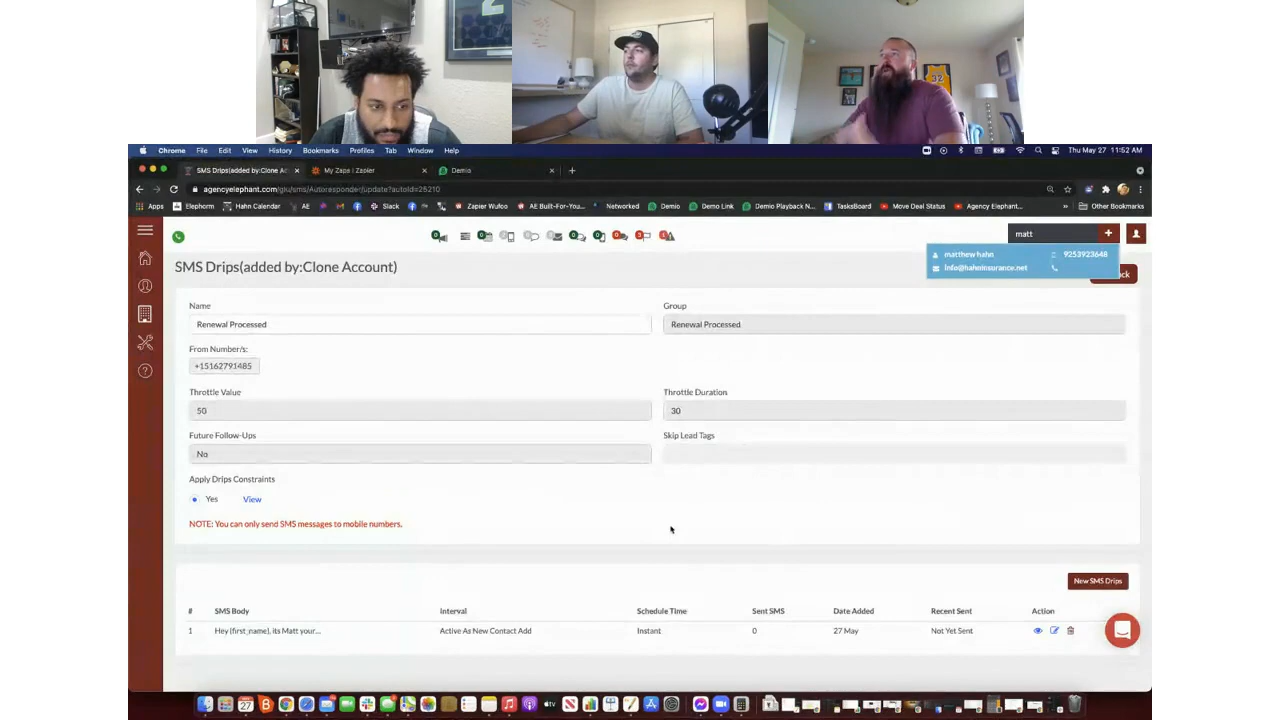 32
Chrome File Edit View History Bookmarks Profiles Tab Window Help
Thu May 27 11:52 AM
SMS Drips(added by:Clone Ac
My Zaps | Zapier
Demio
agencyelephant.com/giu/sms/Autoresponder/update?autoId=25210
Apps Elephorm Hahn Calendar AE Slack Zapier Wufoo AE Built-For-You... Networked Demio Demo Link Demio Playback N... TasksBoard Move Deal Status Agency Elephant... Other Bookmarks
matt
matthew hahn 9253923648
info@hahninsurance.net
SMS Drips(added by:Clone Account)
Name
Renewal Processed
Group
Renewal Processed
From Number/s:
+15162791485
Throttle Value
50
Throttle Duration
30
Future Follow-Ups
No
Skip Lead Tags
Apply Drips Constraints
Yes View
NOTE: You can only send SMS messages to mobile numbers.
New SMS Drips
# SMS Body Interval Schedule Time Sent SMS Date Added Recent Sent Action
1 Hey {first_name}, its Matt your... Active As New Contact Add Instant 0 27 May Not Yet Sent